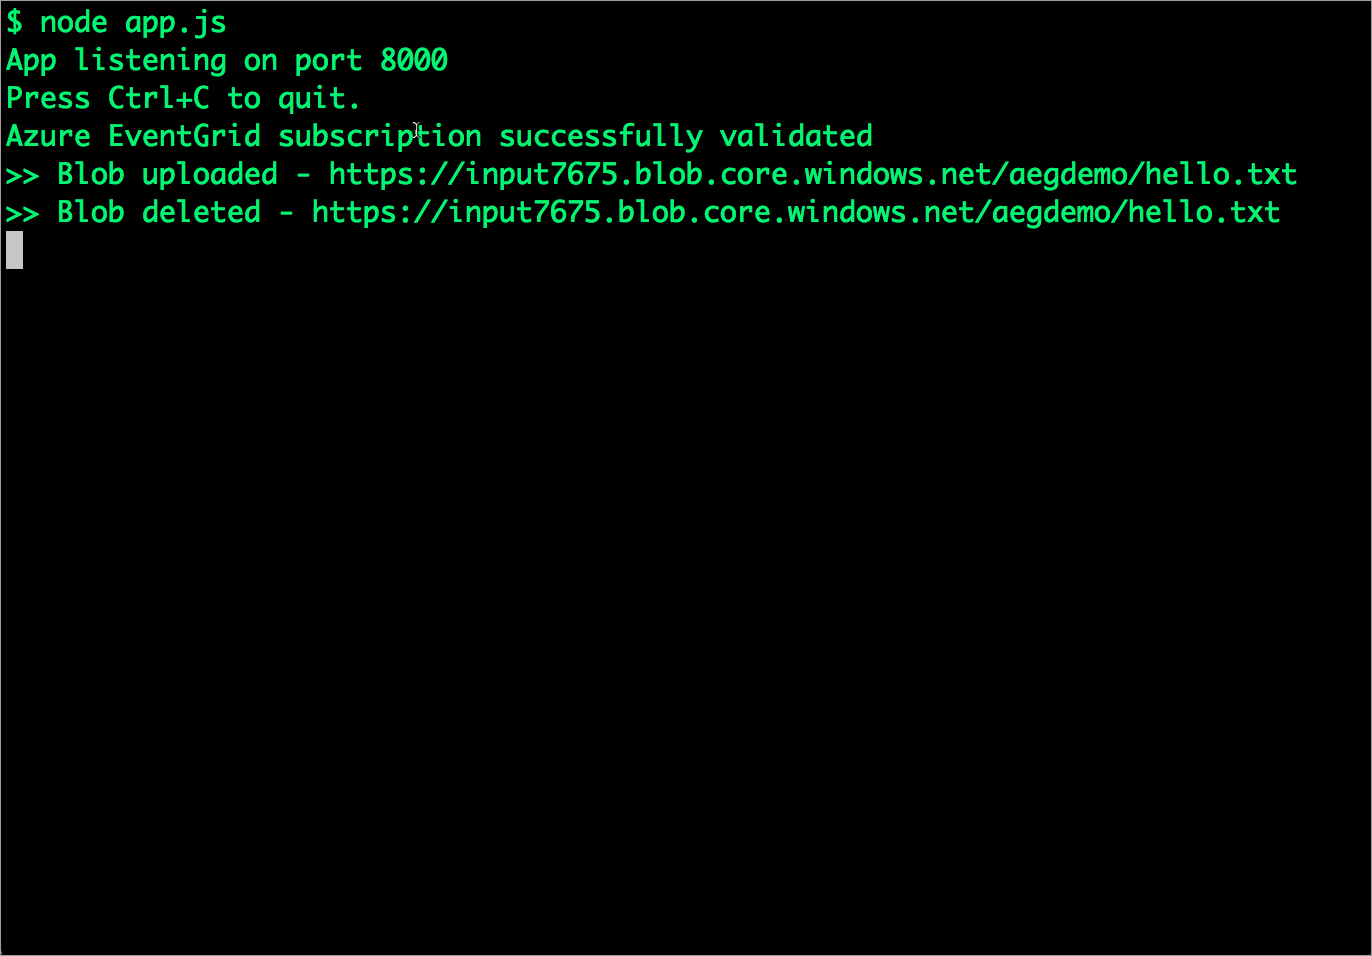 $ node app.js
App listening on port 8000
Press Ctrl+C to quit.
Azure EventGrid subscription successfully validated
>> Blob uploaded - https://input7675.blob.core.windows.net/aegdemo/hello.txt
>> Blob deleted - https://input7675.blob.core.windows.net/aegdemo/hello.txt